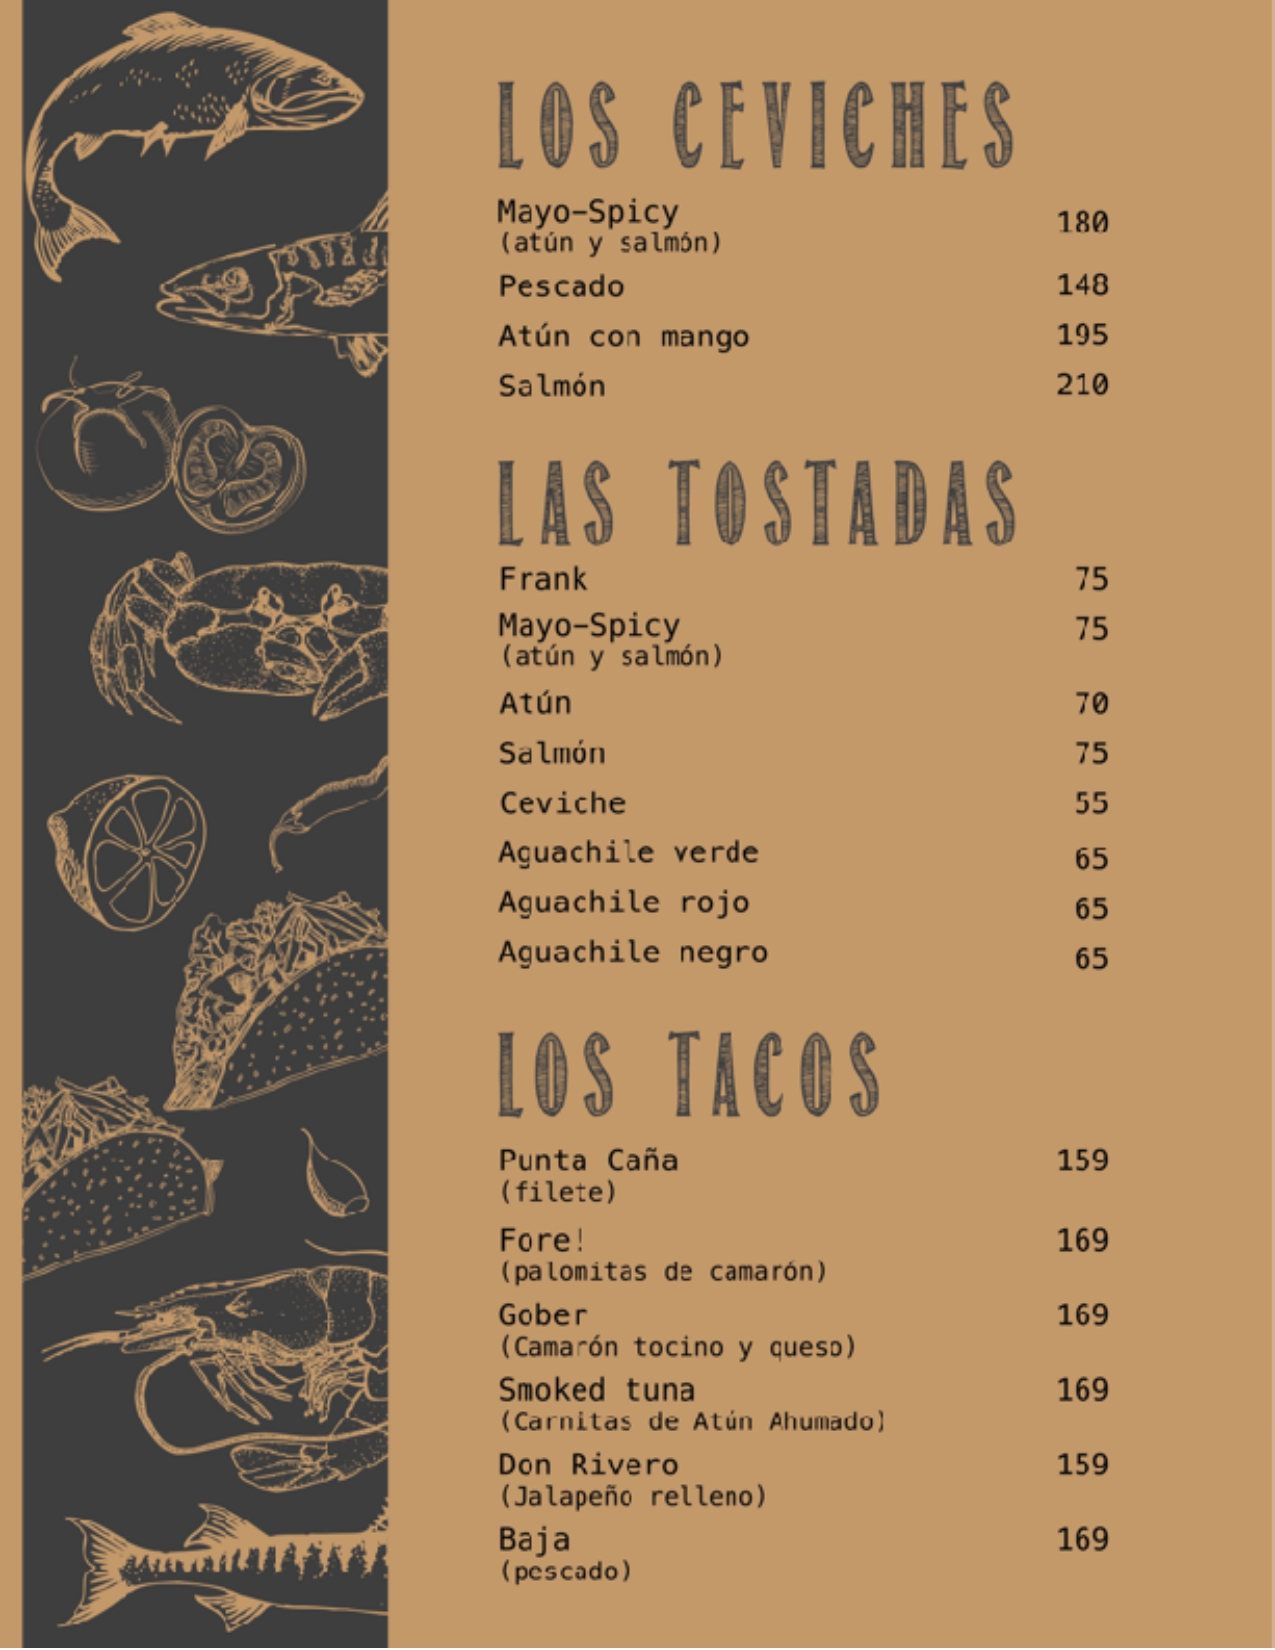 LOS CEVICHES
Mayo-Spicy 180
(atún y salmón)
Pescado 148
Atún con mango 195
Salmón 210
LAS TOSTADAS
Frank 75
Mayo-Spicy 75
(atún y salmón)
Atún 70
Salmón 75
Ceviche 55
Aguachile verde 65
Aguachile rojo 65
Aguachile negro 65
LOS TACOS
Punta Caña 159
(filete)
Fore! 169
(palomitas de camarón)
Gober 169
(Camarón tocino y queso)
Smoked tuna 169
(Carnitas de Atún Ahumado)
Don Rivero 159
(Jalapeño relleno)
Baja 169
(pescado)